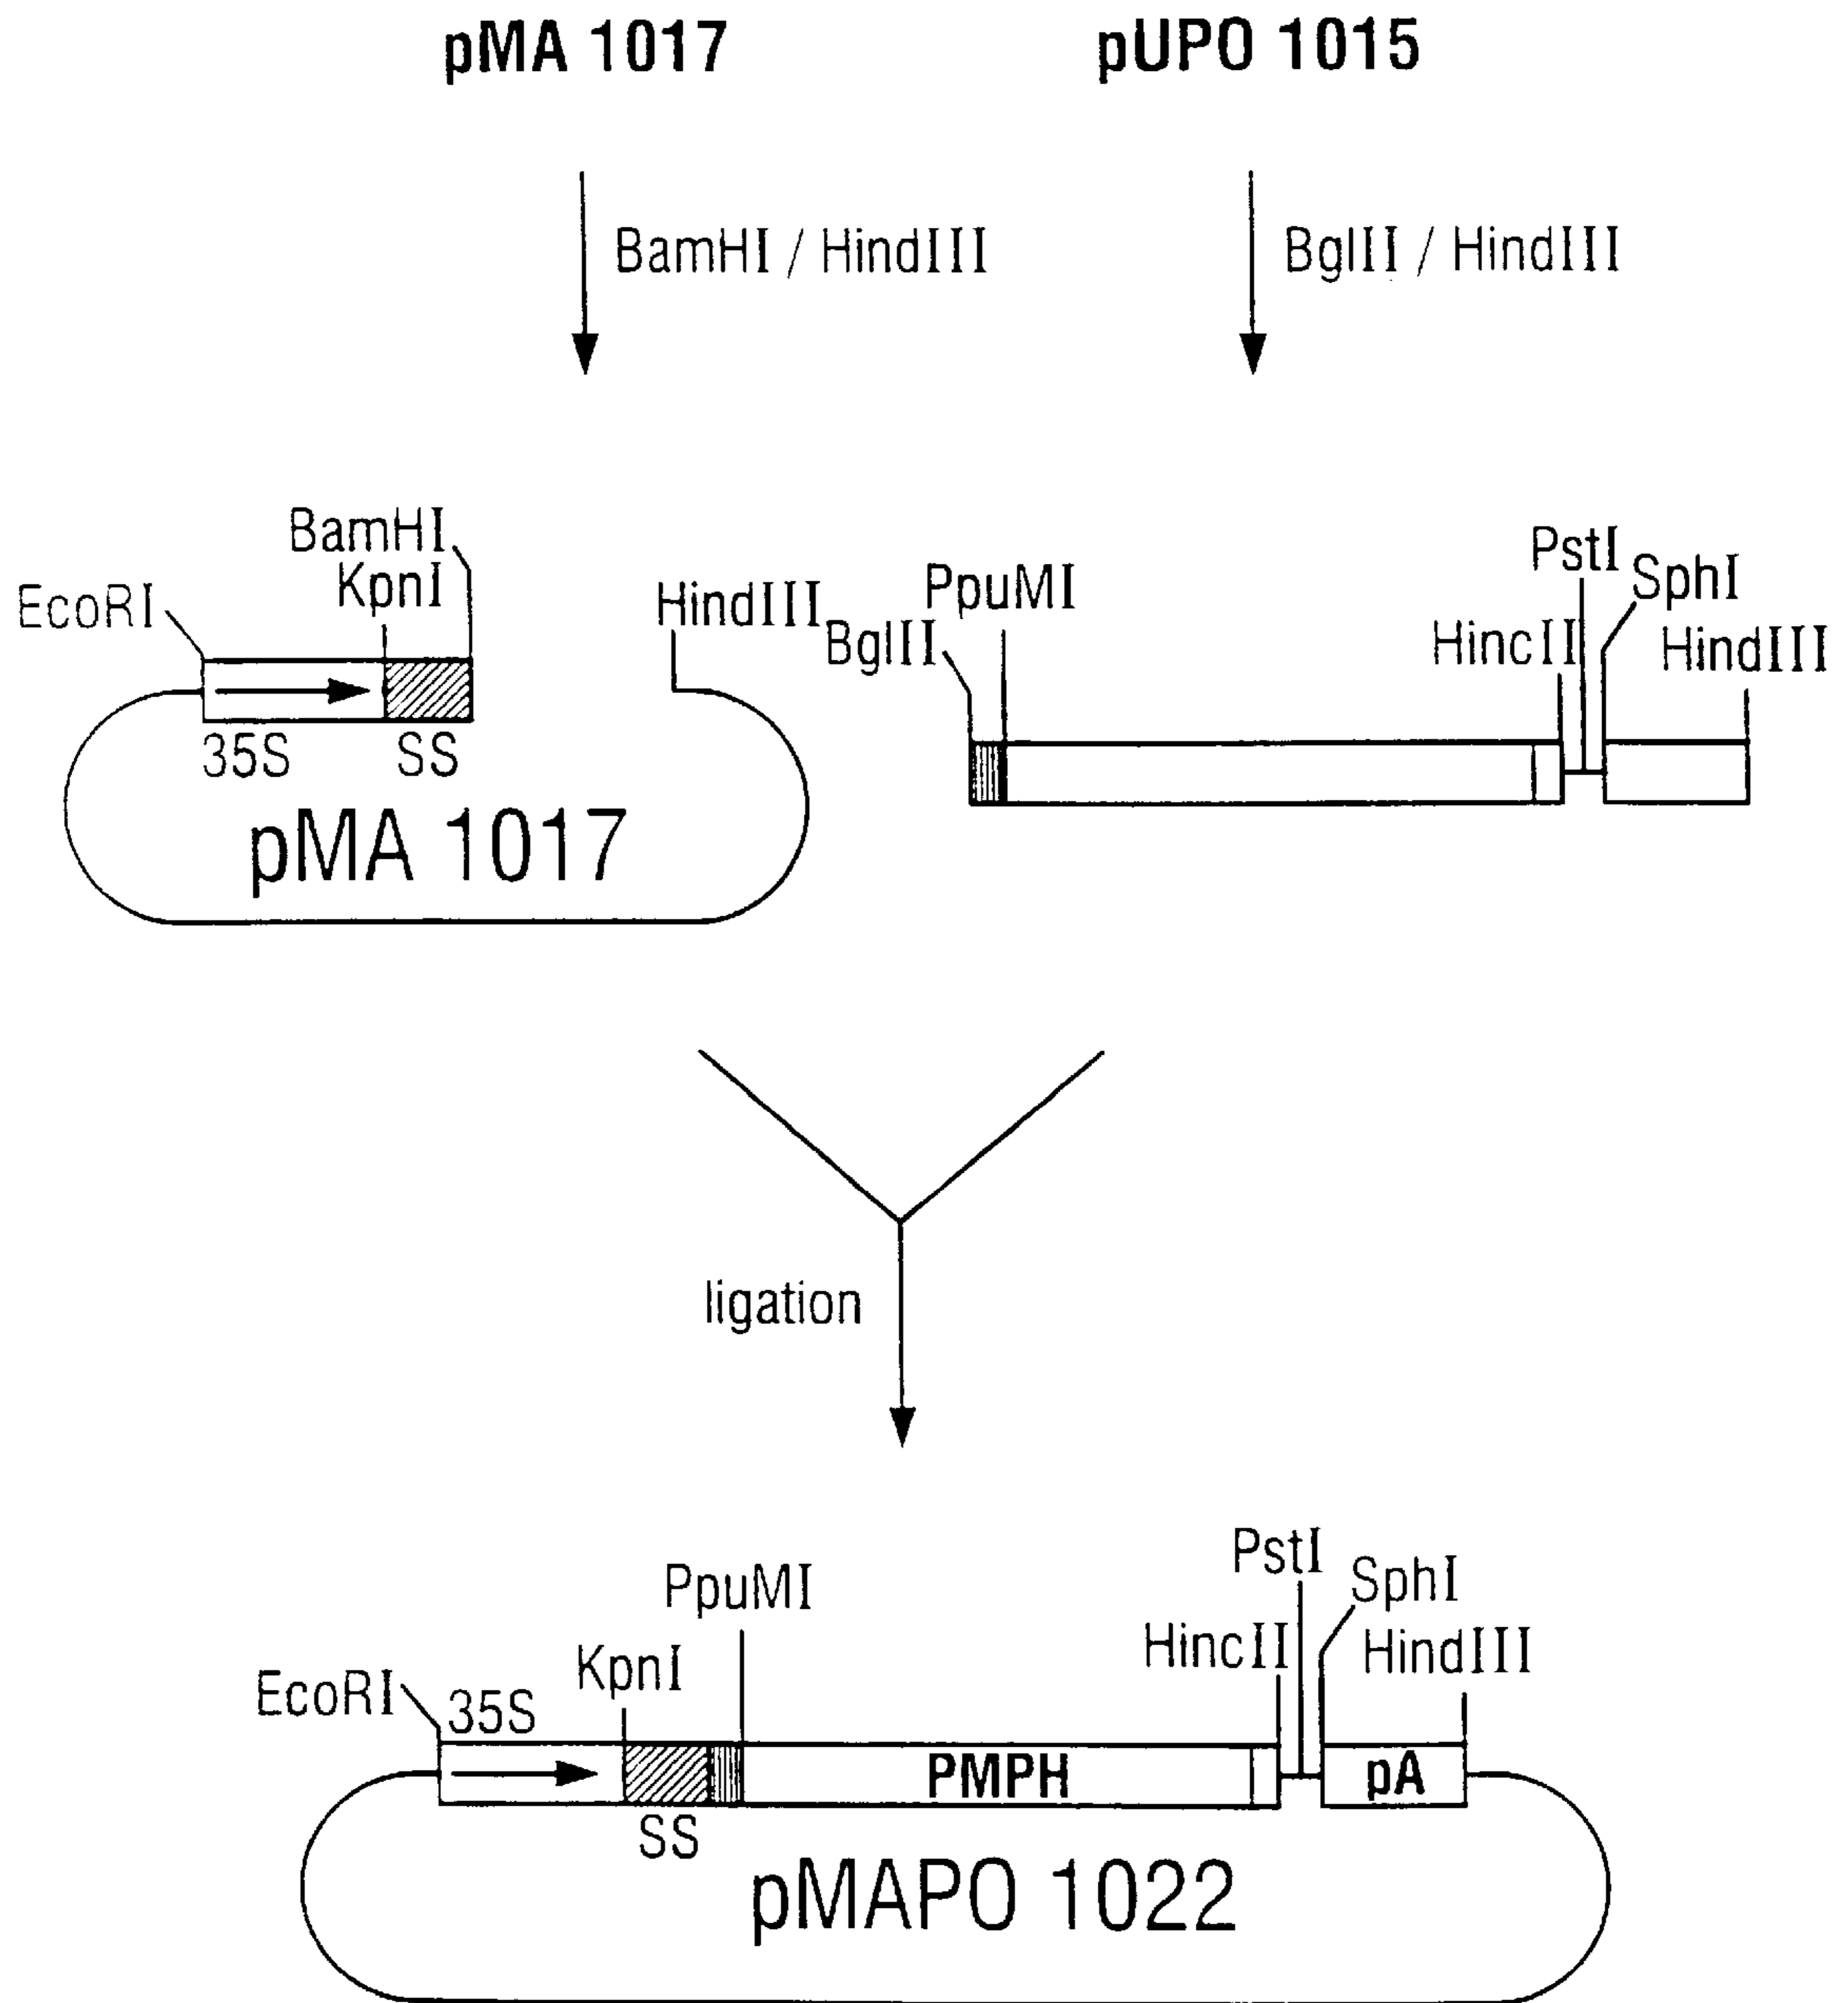 pMA 1017
pUPO 1015
BamHI / HindIII
BglII / HindIII
BamHI
KpnI
EcoRI
HindIII
35S
SS
pMA 1017
PstI
SphI
PpuMI
BglII
HincII
HindIII
ligation
PstI
SphI
PpuMI
HincII
HindIII
KpnI
EcoRI
35S
PMPH
pA
SS
pMAPO 1022